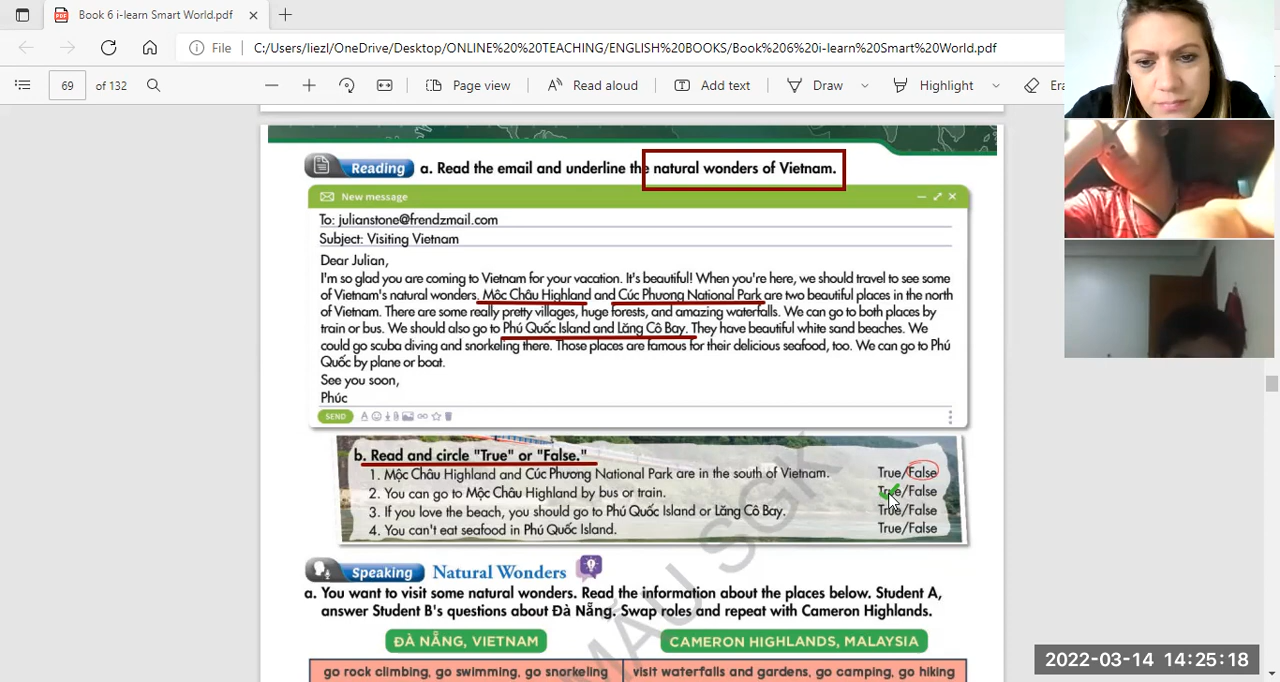 Book 6 i-learn Smart World.pdf
File C:/Users/liezl/OneDrive/Desktop/ONLINE%20%20TEACHING/ENGLISH%20BOOKS/Book%206%20i-learn%20Smart%20World.pdf
69 of 132 Page view Read aloud Add text Draw Highlight Era
Reading a. Read the email and underline the natural wonders of Vietnam.
New message
To: julianstone@frendzmail.com
Subject: Visiting Vietnam
Dear Julian,
I'm so glad you are coming to Vietnam for your vacation. It's beautiful! When you're here, we should travel to see some
of Vietnam's natural wonders. Mộc Châu Highland and Cúc Phương National Park are two beautiful places in the north
of Vietnam. There are some really pretty villages, huge forests, and amazing waterfalls. We can go to both places by
train or bus. We should also go to Phú Quốc Island and Lăng Cô Bay. They have beautiful white sand beaches. We
could go scuba diving and snorkeling there. Those places are famous for their delicious seafood, too. We can go to Phú
Quốc by plane or boat.
See you soon,
Phúc
SEND
b. Read and circle "True" or "False."
1. Mộc Châu Highland and Cúc Phương National Park are in the south of Vietnam. True/False
2. You can go to Mộc Châu Highland by bus or train. True/False
3. If you love the beach, you should go to Phú Quốc Island or Lăng Cô Bay. True/False
4. You can't eat seafood in Phú Quốc Island. True/False
MẪU SGK
Speaking Natural Wonders
a. You want to visit some natural wonders. Read the information about the places below. Student A,
answer Student B's questions about Đà Nẵng. Swap roles and repeat with Cameron Highlands.
ĐÀ NẴNG, VIETNAM CAMERON HIGHLANDS, MALAYSIA
go rock climbing, go swimming, go snorkeling visit waterfalls and gardens, go camping, go hiking
2022-03-14 14:25:18